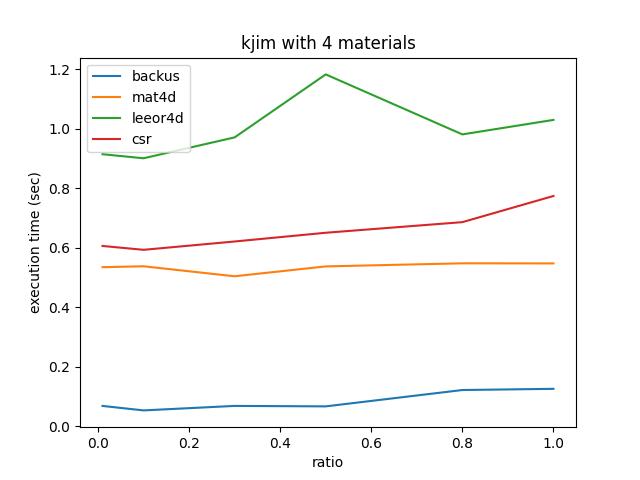 kjim with 4 materials
backus
mat4d
leeor4d
csr
1.2
1.0
0.8
0.6
0.4
0.2
0.0
execution time (sec)
0.0 0.2 0.4 0.6 0.8 1.0
ratio